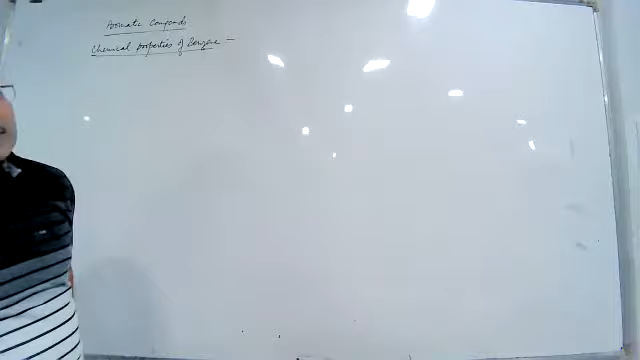 Aromatic Compounds
Chemical Properties of Benzene :-